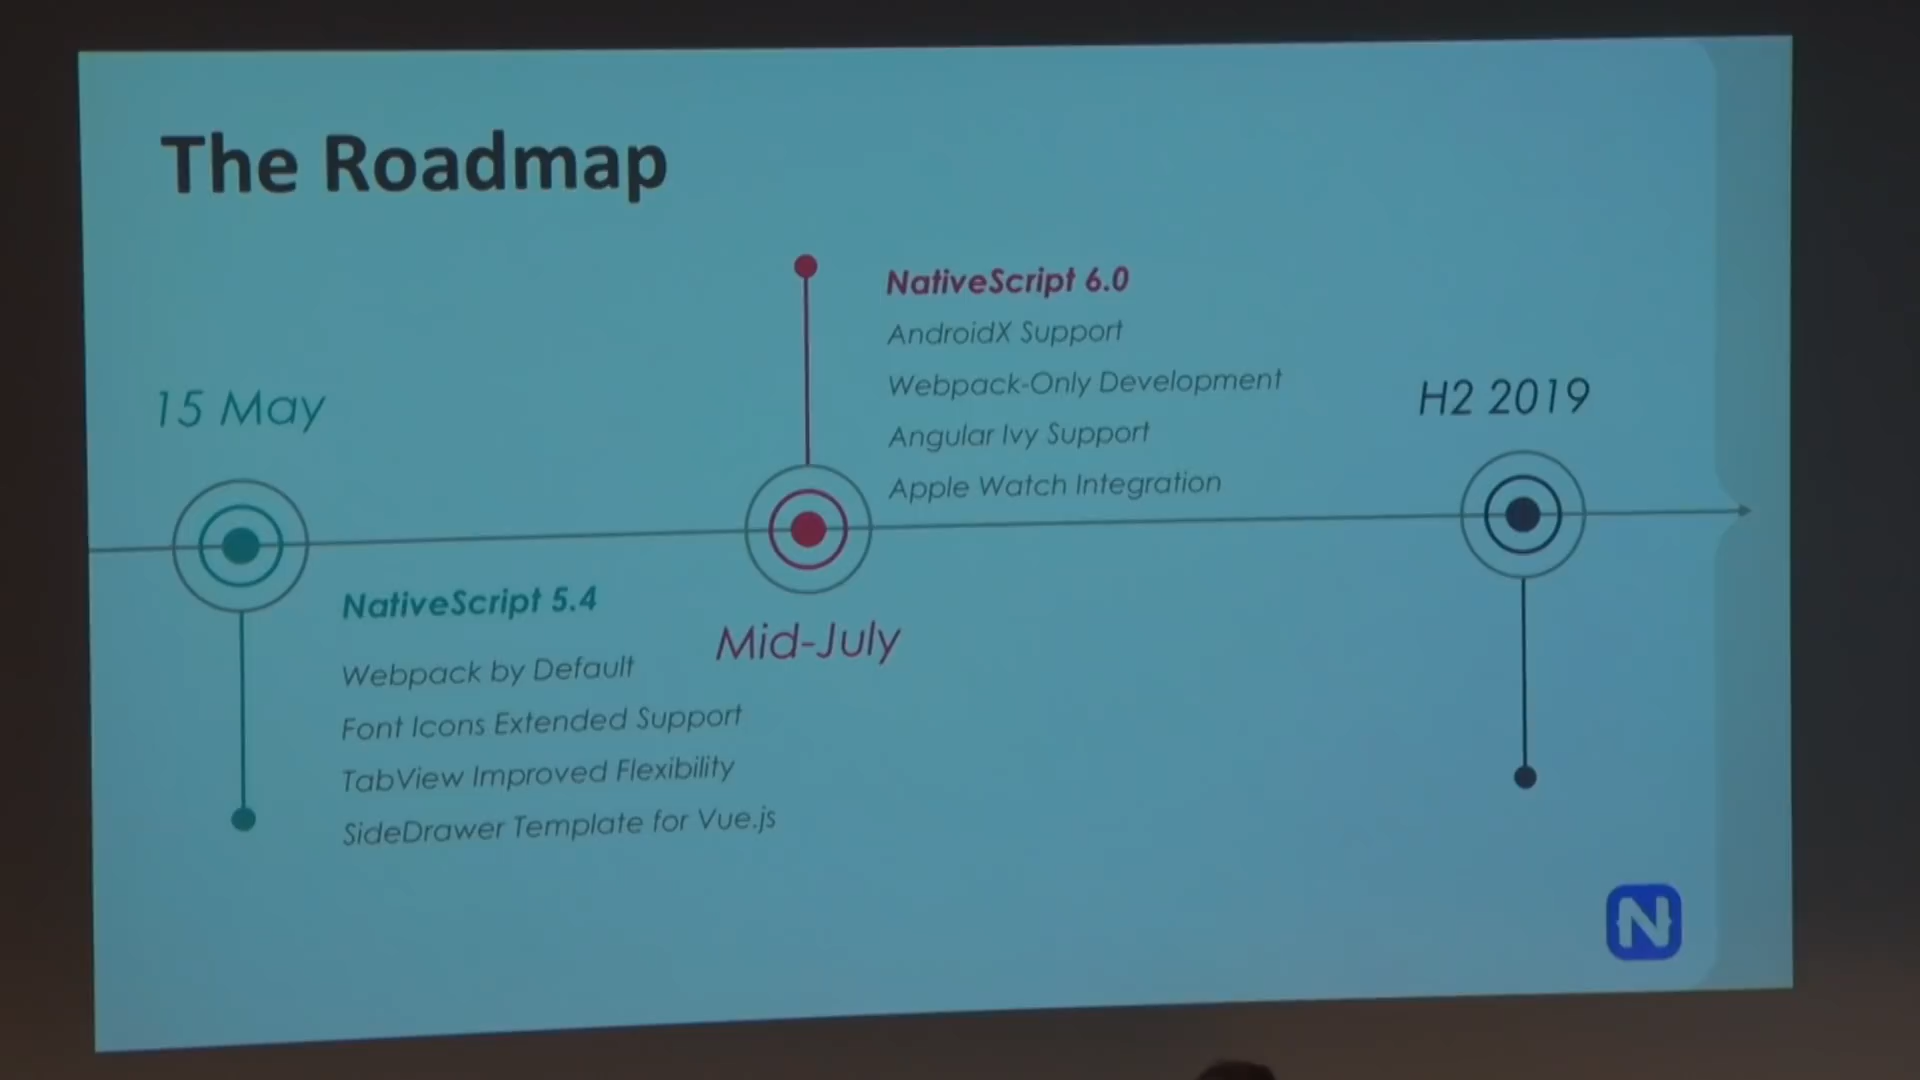 The Roadmap
15 May
NativeScript 5.4
Webpack by Default
Font Icons Extended Support
TabView Improved Flexibility
SideDrawer Template for Vue.js
NativeScript 6.0
AndroidX Support
Webpack-Only Development
Angular Ivy Support
Apple Watch Integration
Mid-July
H2 2019
N